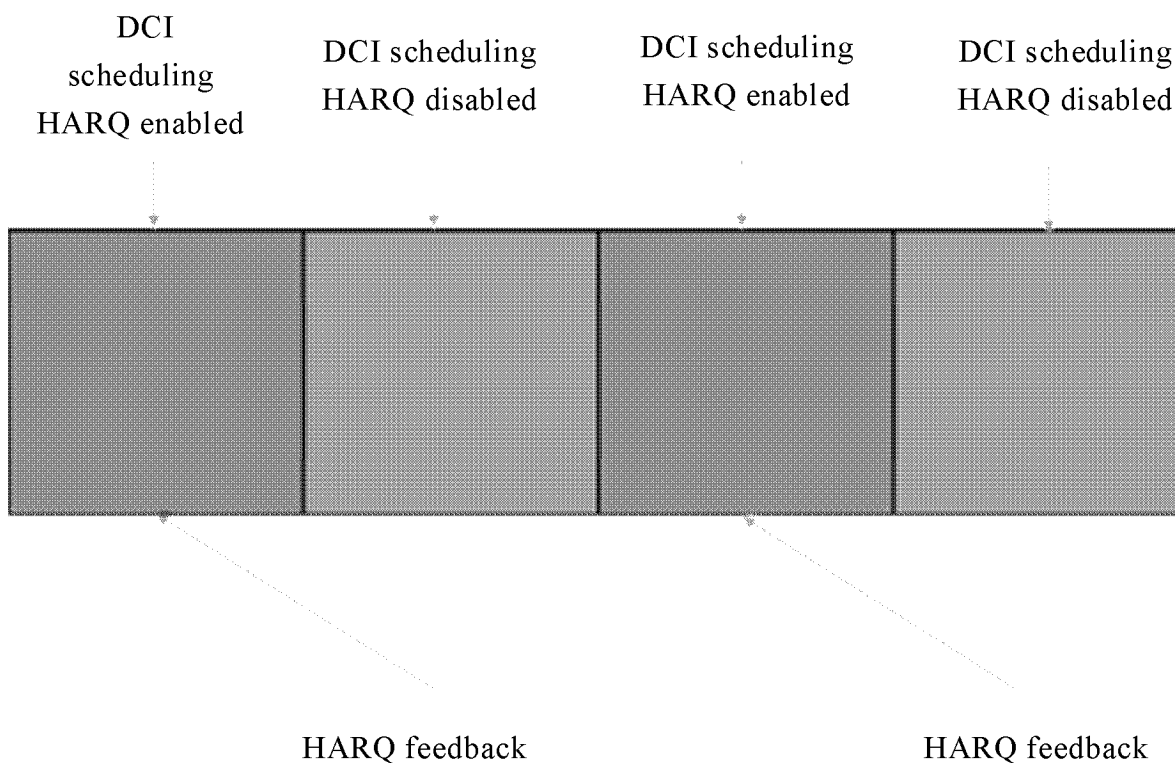 DCI
scheduling
HARQ enabled
DCI scheduling
HARQ disabled
DCI scheduling
HARQ enabled
DCI scheduling
HARQ disabled
HARQ feedback
HARQ feedback